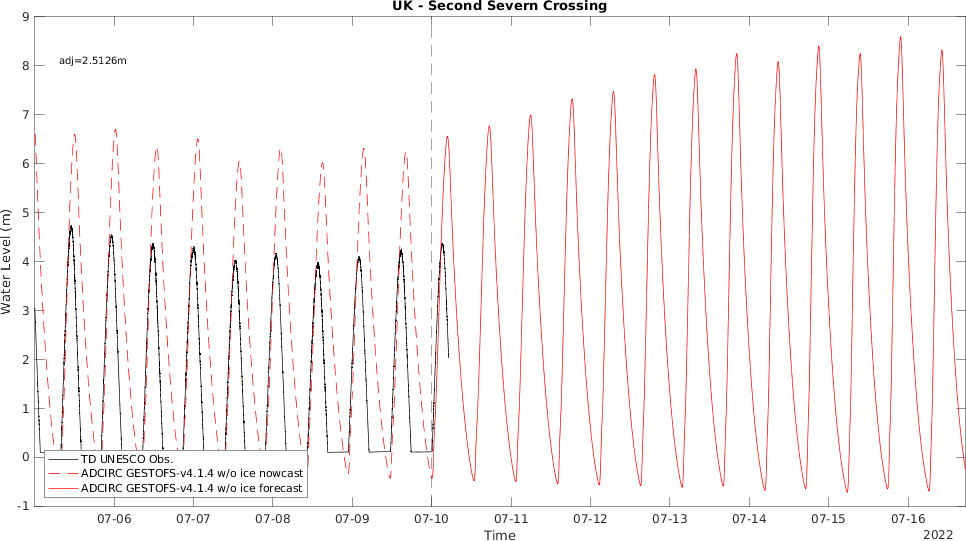 UK - Second Severn Crossing
adj=2.5126m
Water Level (m)
9
8
7
6
5
4
3
2
1
0
-1
TD UNESCO Obs.
ADCIRC GESTOFS-v4.1.4 w/o ice nowcast
ADCIRC GESTOFS-v4.1.4 w/o ice forecast
07-06 07-07 07-08 07-09 07-10 07-11 07-12 07-13 07-14 07-15 07-16
Time
2022